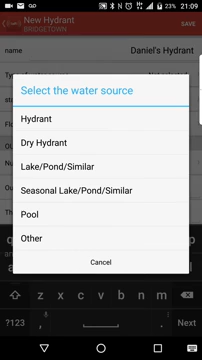 23% 21:09
New Hydrant
BRIDGETOWN
SAVE
name Daniel's Hydrant
Select the water source
Hydrant
Dry Hydrant
Lake/Pond/Similar
Seasonal Lake/Pond/Similar
Pool
Other
Cancel
z x c v b n m
?123 , . Next